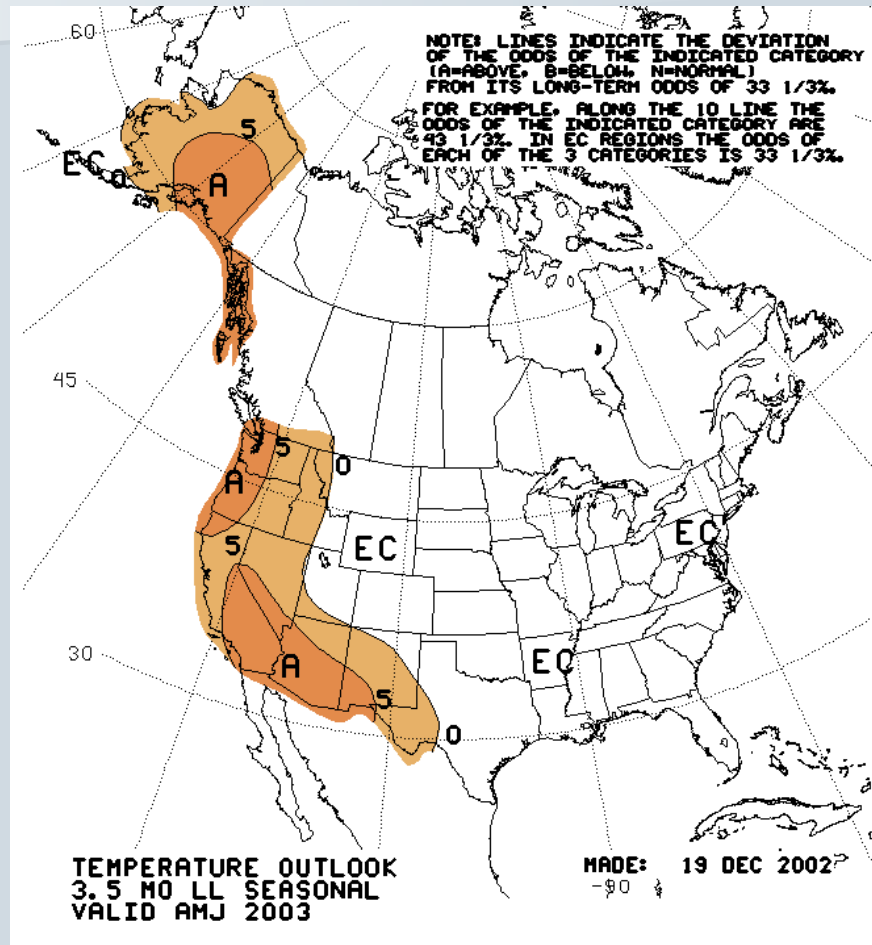 60
NOTE: LINES INDICATE THE DEVIATION
OF THE ODDS OF THE INDICATED CATEGORY
(A=ABOVE, B=BELOW, N=NORMAL)
FROM ITS LONG-TERM ODDS OF 33 1/3%.
FOR EXAMPLE, ALONG THE 10 LINE THE
ODDS OF THE INDICATED CATEGORY ARE
43 1/3%. IN EC REGIONS THE ODDS OF
EACH OF THE 3 CATEGORIES IS 33 1/3%.
5
EC 0
A
45
5
0
A
EC
5
EC
30
A
EC
5
0
TEMPERATURE OUTLOOK
3.5 MO LL SEASONAL
VALID AMJ 2003
MADE: 19 DEC 2002
-90